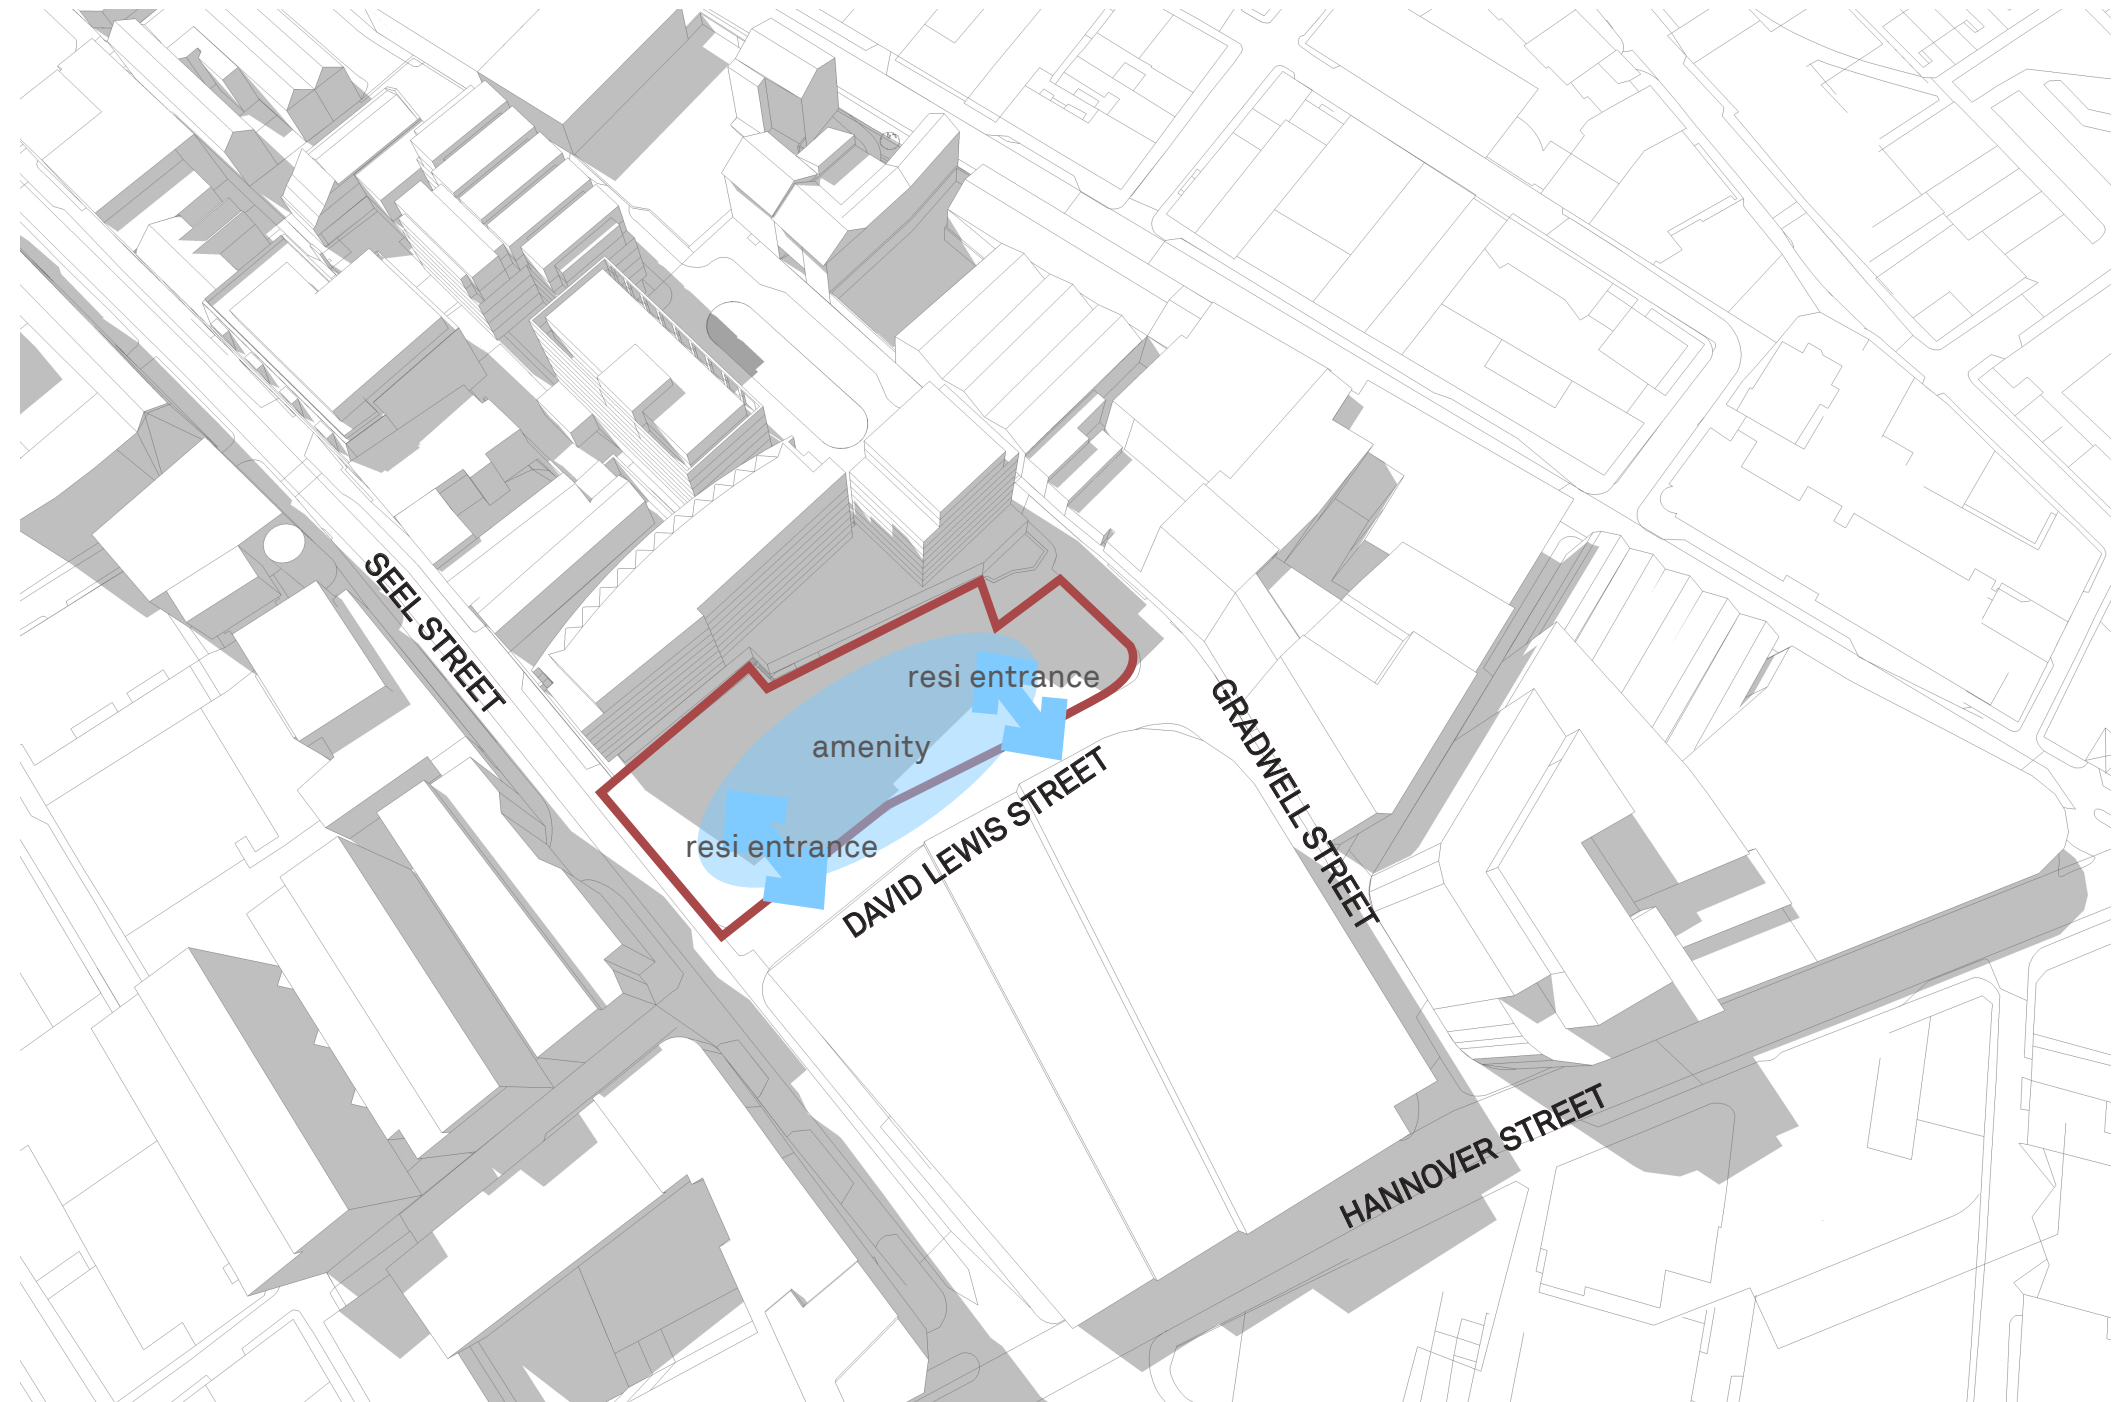 SEEL STREET
resi entrance
amenity
resi entrance
DAVID LEWIS STREET
GRADWELL STREET
HANNOVER STREET